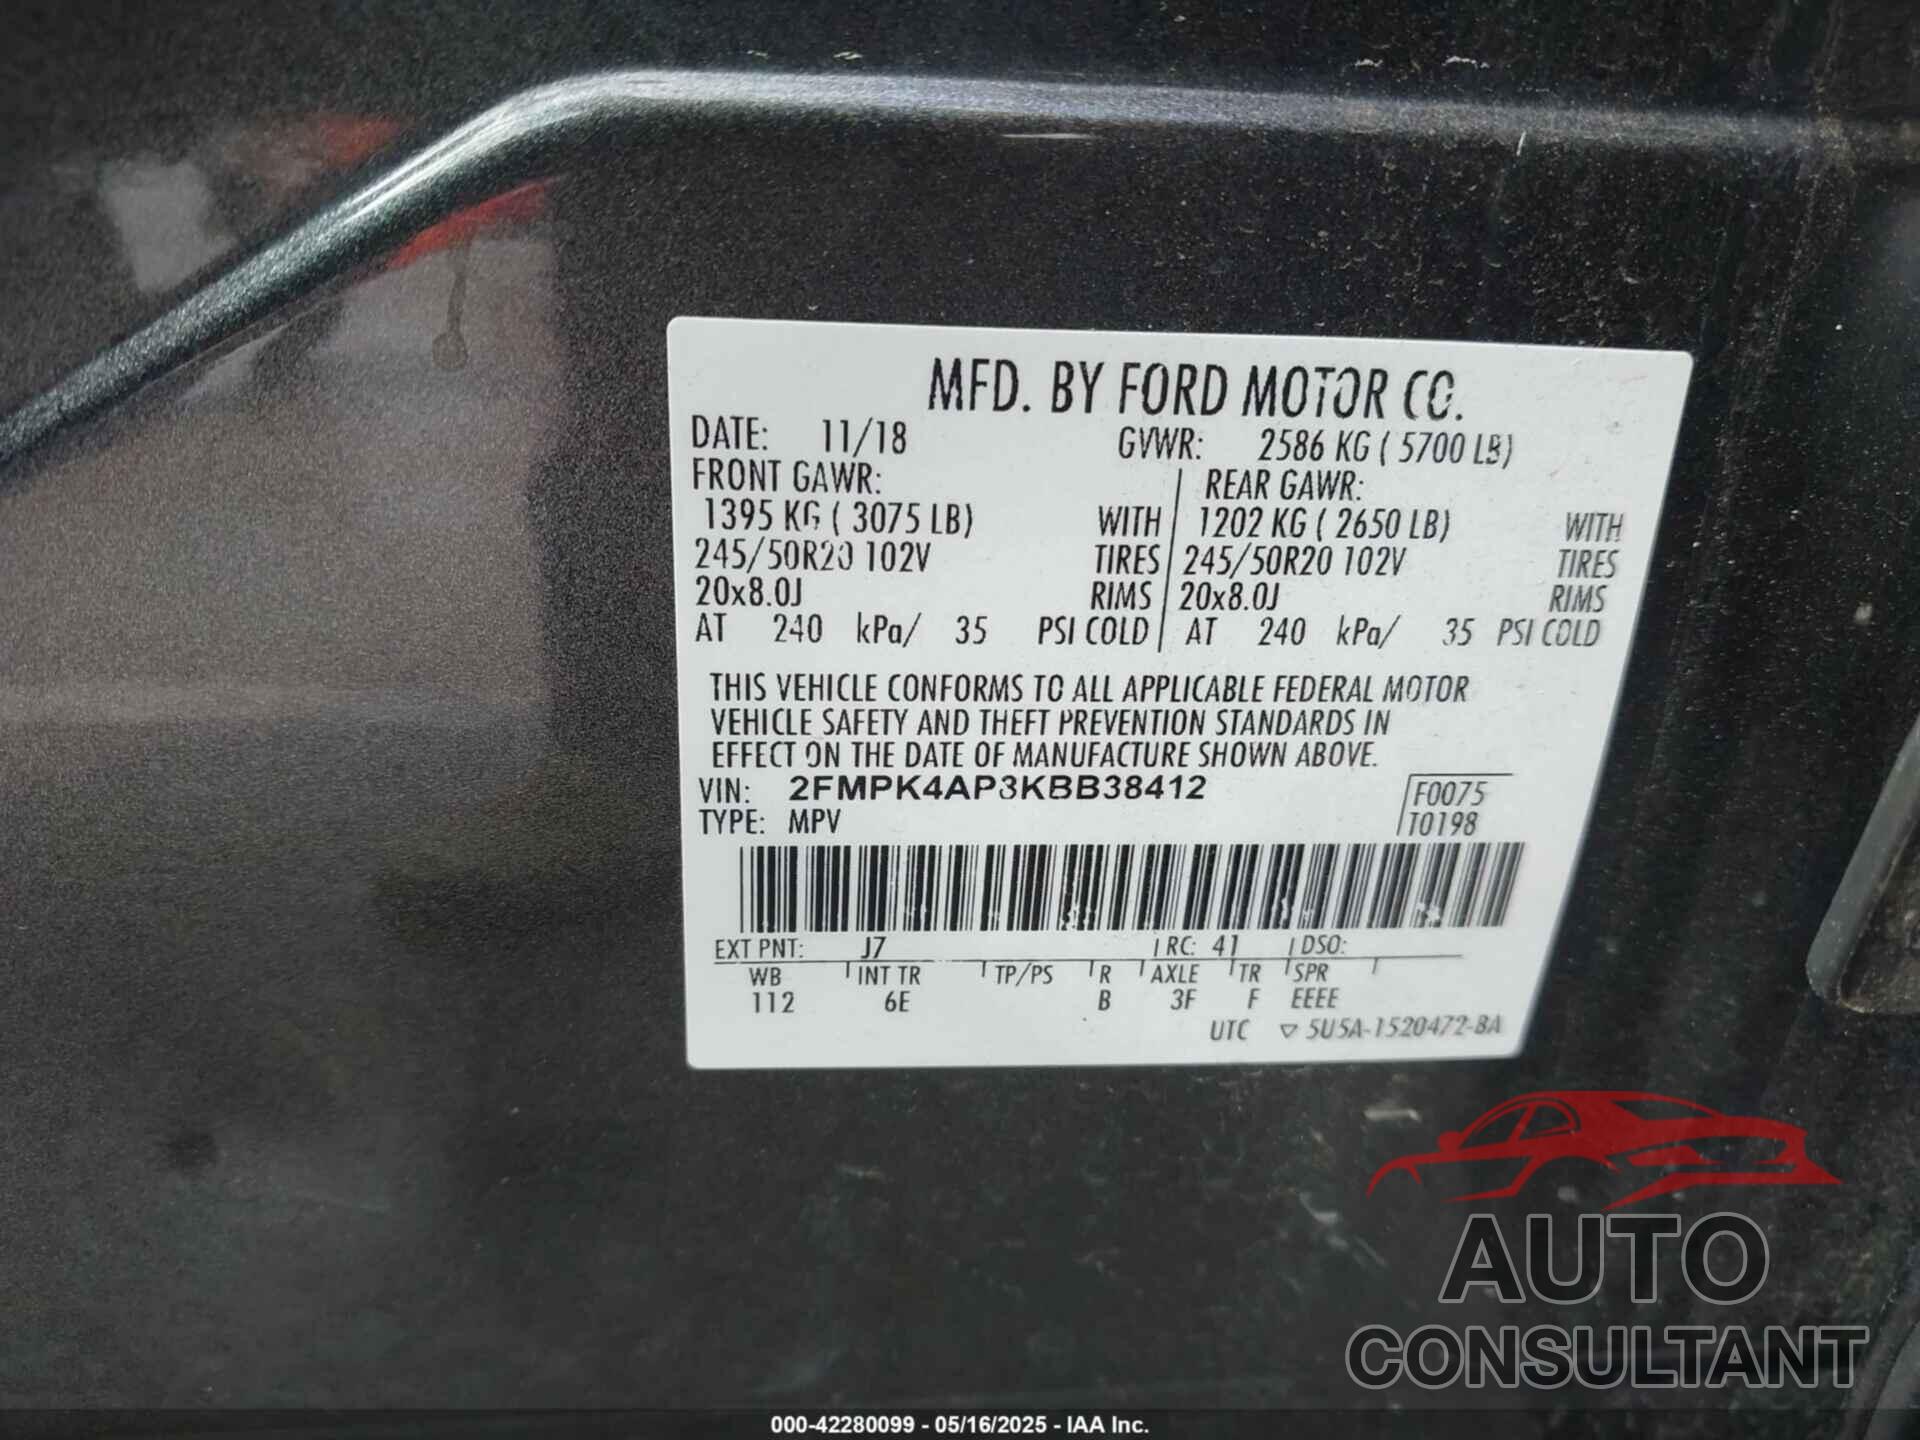 MFD. BY FORD MOTOR CO.
DATE: 11/18 GVWR: 2586 KG ( 5700 LB)
FRONT GAWR: REAR GAWR:
1395 KG ( 3075 LB) WITH 1202 KG ( 2650 LB) WITH
245/50R20 102V TIRES 245/50R20 102V TIRES
20x8.0J RIMS 20x8.0J RIMS
AT 240 kPa/ 35 PSI COLD AT 240 kPa/ 35 PSI COLD
THIS VEHICLE CONFORMS TO ALL APPLICABLE FEDERAL MOTOR
VEHICLE SAFETY AND THEFT PREVENTION STANDARDS IN
EFFECT ON THE DATE OF MANUFACTURE SHOWN ABOVE.
VIN: 2FMPK4AP3KBB38412 F0075
TYPE: MPV T0198
EXT PNT: J7 RC: 41 DSO:
WB INT TR TP/PS R AXLE TR SPR
112 6E B 3F F EEEE
UTC ▽ 5U5A-1520472-BA
AUTO
CONSULTANT
000-42280099 - 05/16/2025 - IAA Inc.